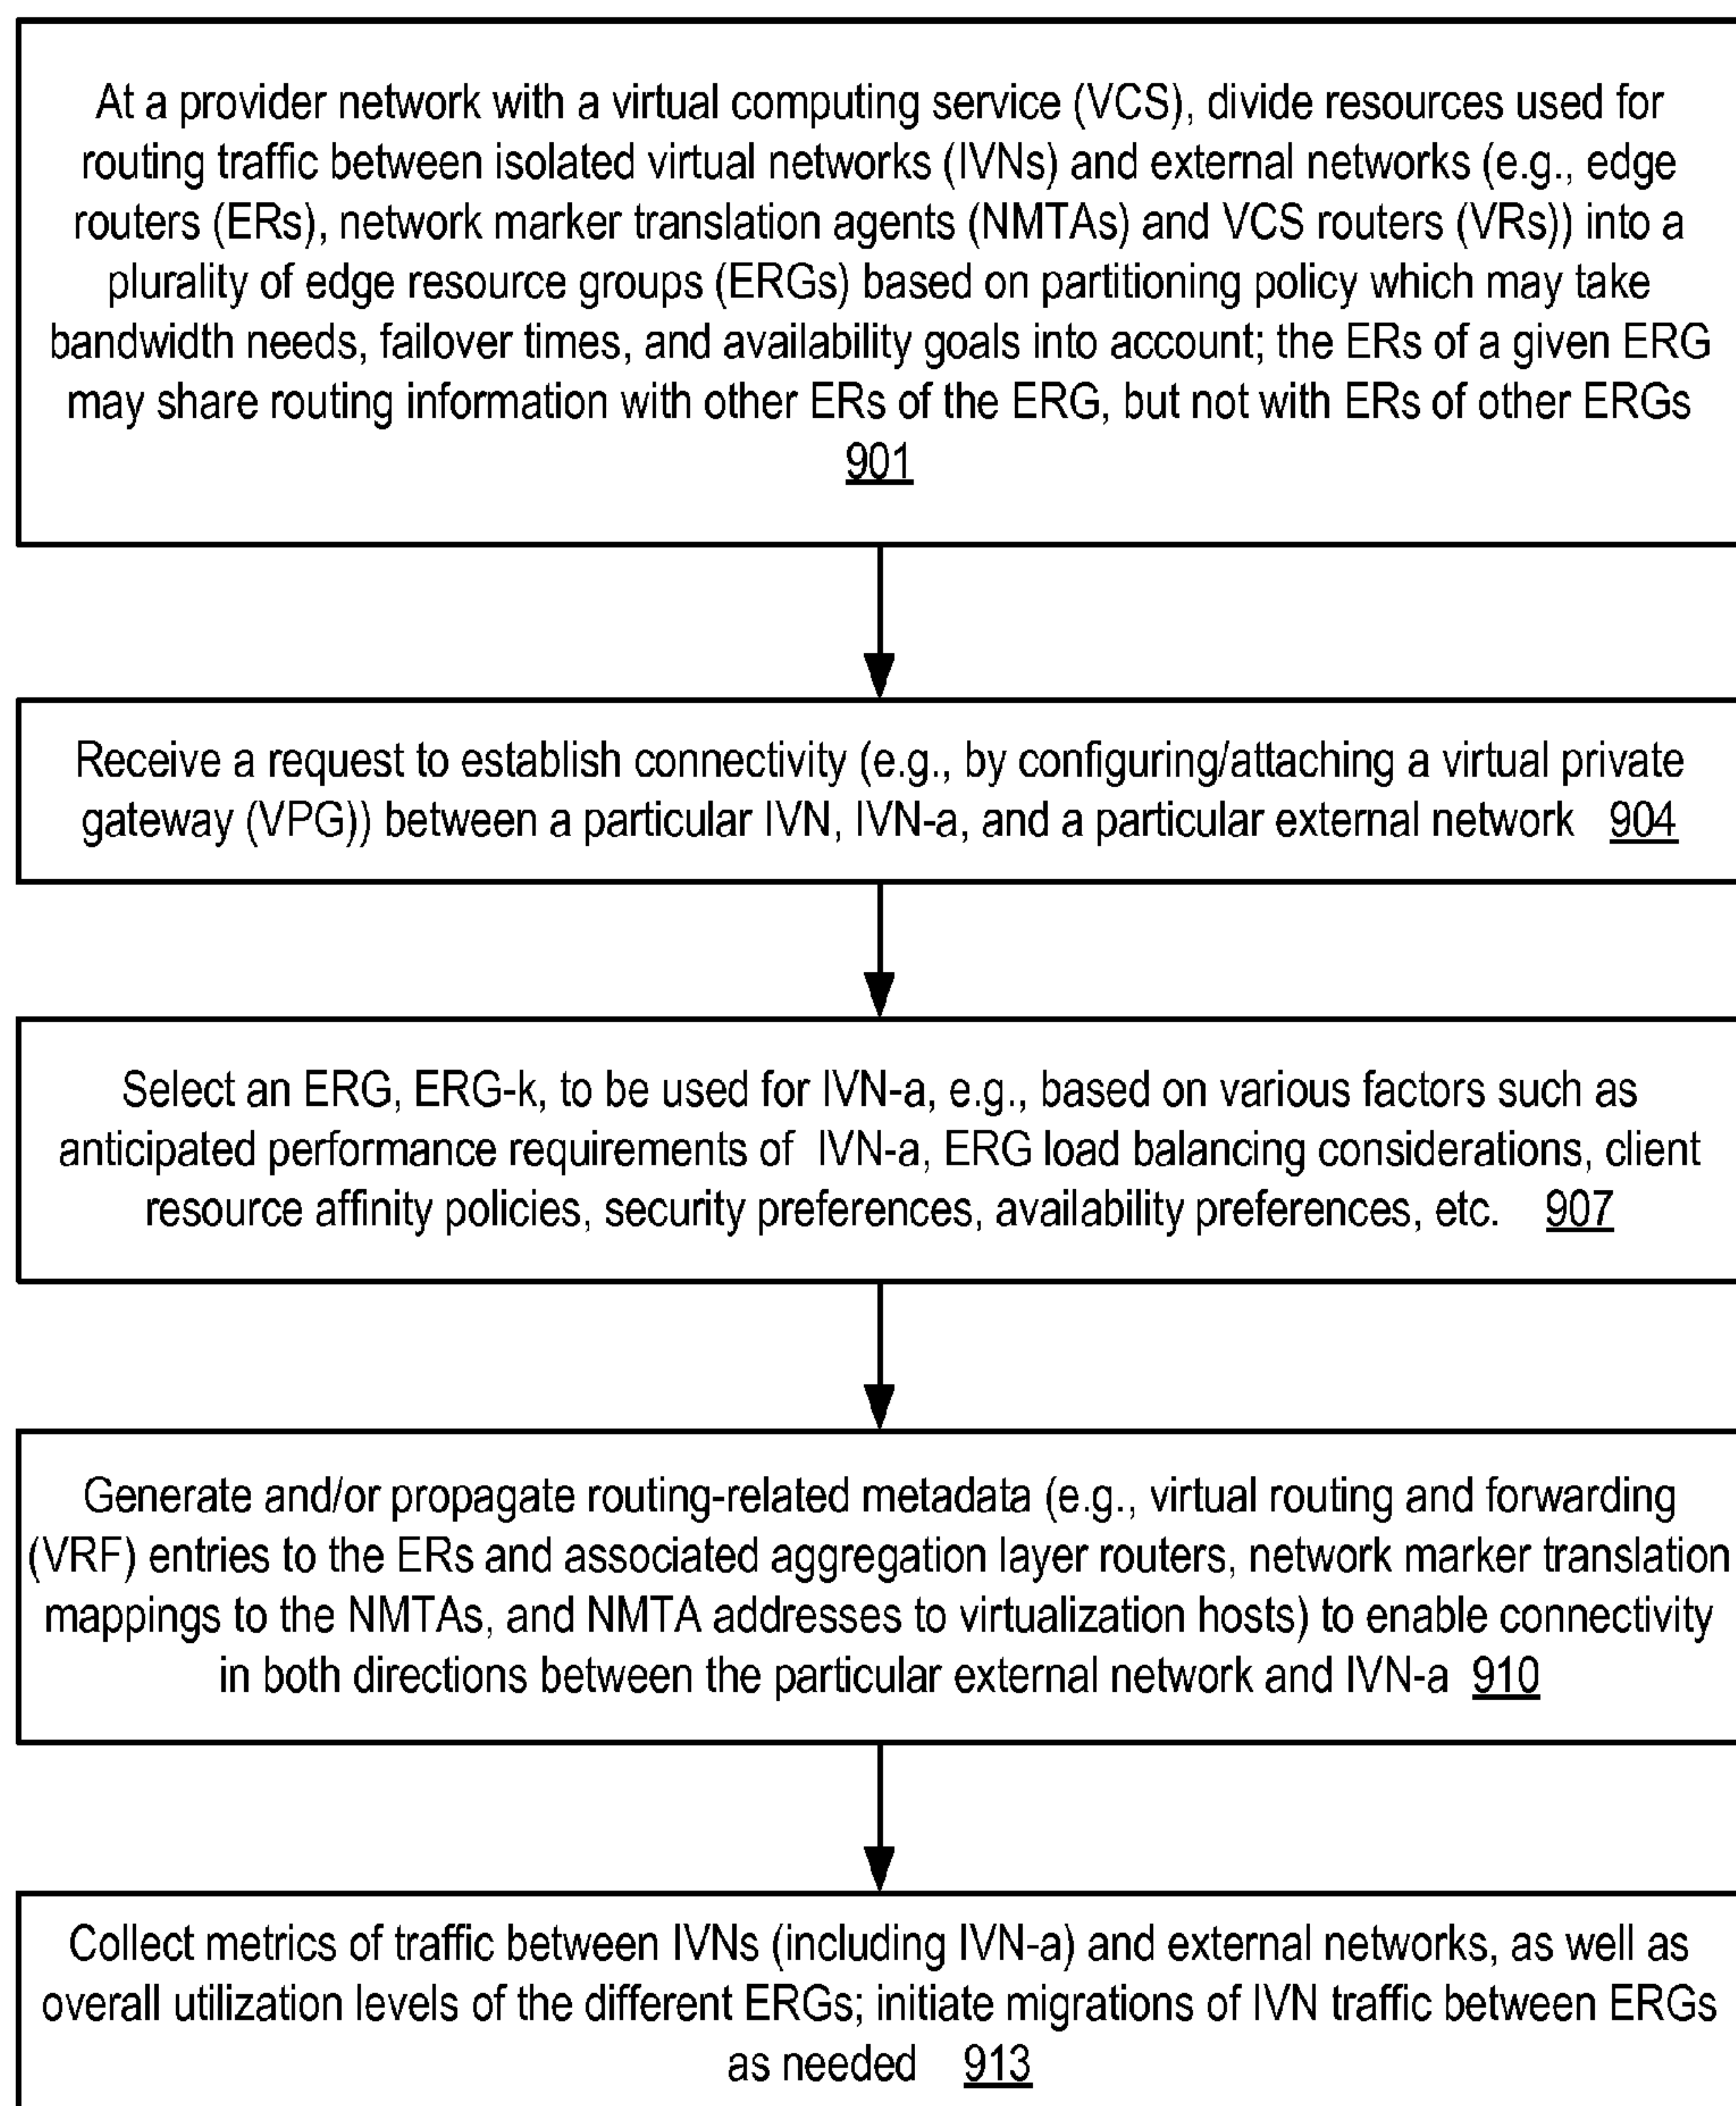 At a provider network with a virtual computing service (VCS), divide resources used for
routing traffic between isolated virtual networks (IVNs) and external networks (e.g., edge
routers (ERs), network marker translation agents (NMTAs) and VCS routers (VRs)) into a
plurality of edge resource groups (ERGs) based on partitioning policy which may take
bandwidth needs, failover times, and availability goals into account; the ERs of a given ERG
may share routing information with other ERs of the ERG, but not with ERs of other ERGs
901
Receive a request to establish connectivity (e.g., by configuring/attaching a virtual private
gateway (VPG)) between a particular IVN, IVN-a, and a particular external network 904
Select an ERG, ERG-k, to be used for IVN-a, e.g., based on various factors such as
anticipated performance requirements of IVN-a, ERG load balancing considerations, client
resource affinity policies, security preferences, availability preferences, etc. 907
Generate and/or propagate routing-related metadata (e.g., virtual routing and forwarding
(VRF) entries to the ERs and associated aggregation layer routers, network marker translation
mappings to the NMTAs, and NMTA addresses to virtualization hosts) to enable connectivity
in both directions between the particular external network and IVN-a 910
Collect metrics of traffic between IVNs (including IVN-a) and external networks, as well as
overall utilization levels of the different ERGs; initiate migrations of IVN traffic between ERGs
as needed 913